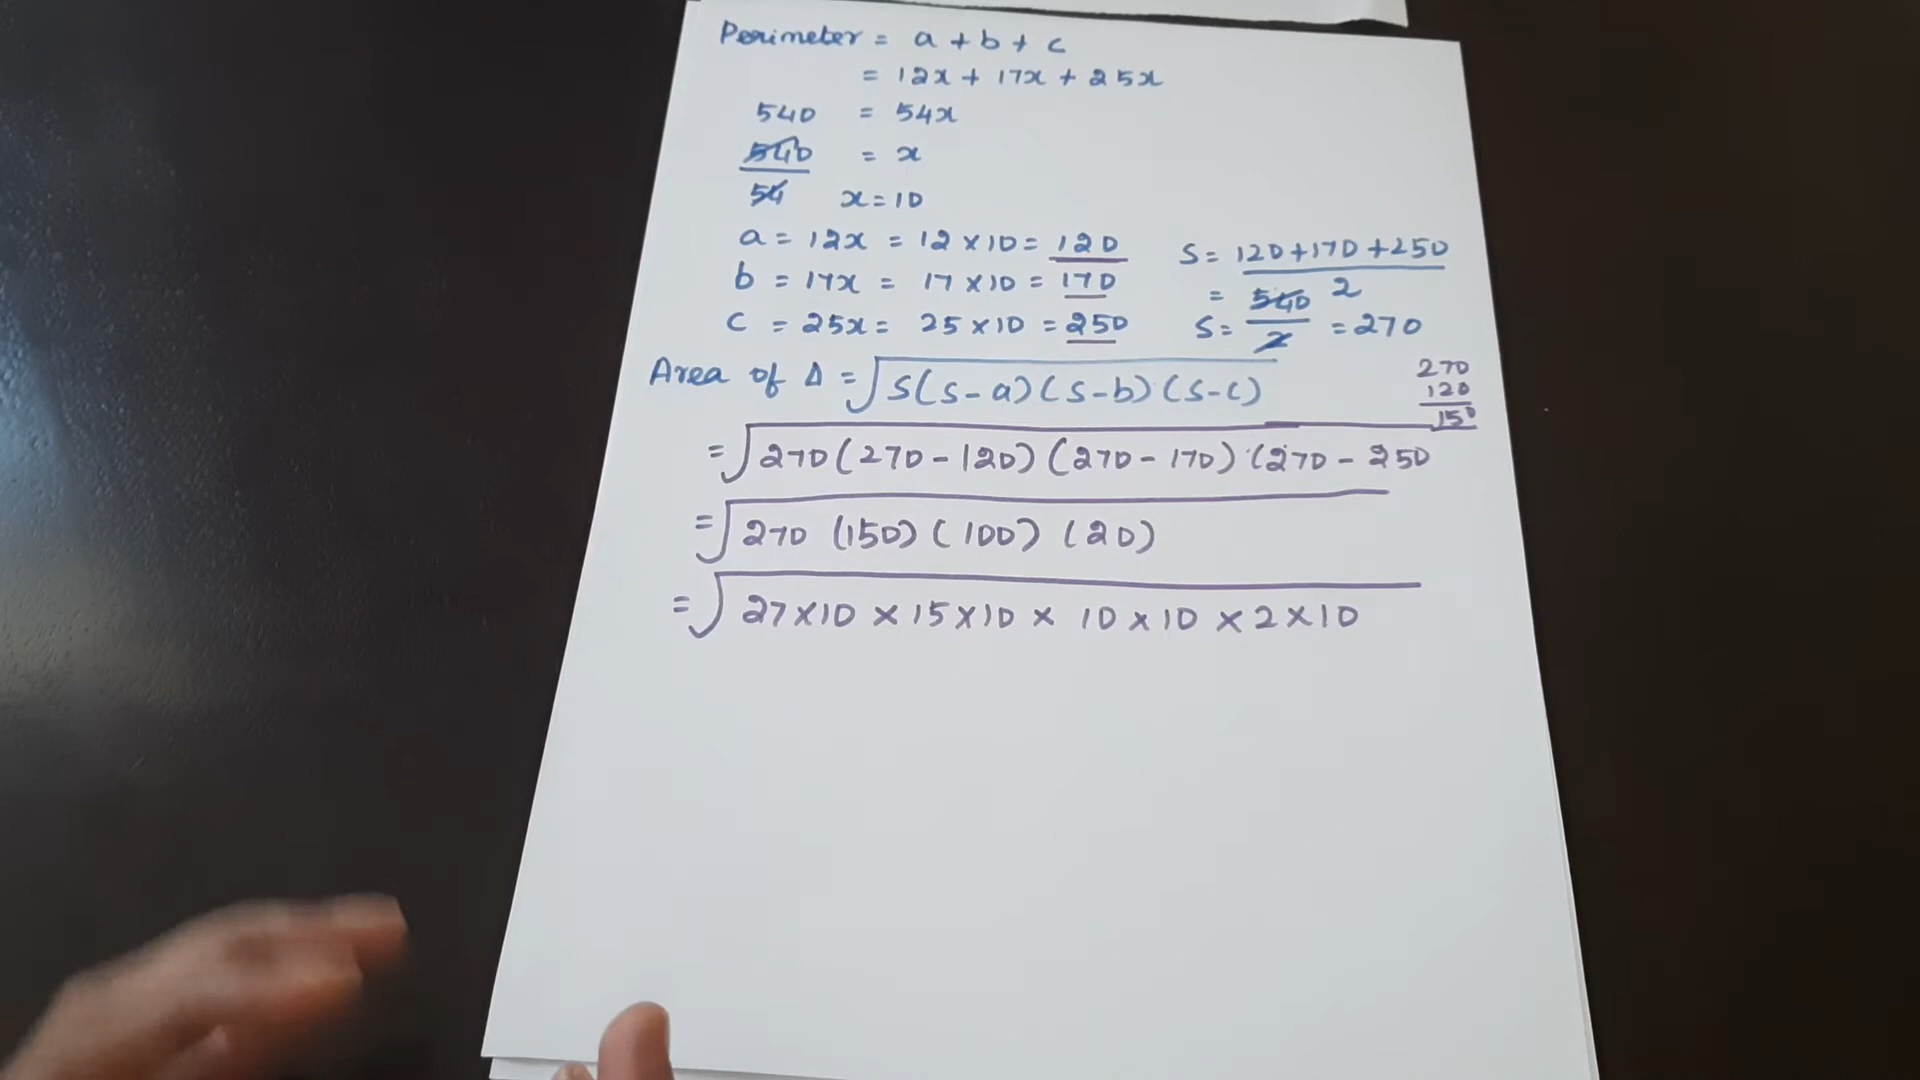 Perimeter = a + b + c
= 12x + 17x + 25x
540 = 54x
540/54 = x
x = 10
a = 12x = 12 × 10 = 120
b = 17x = 17 × 10 = 170
c = 25x = 25 × 10 = 250
S = 120+170+250/2
= 540
S = 540/2 = 270
Area of Δ = √S(S-a)(S-b)(S-c)
270
120
150
= √270(270-120)(270-170)(270-250
= √270 (150) (100) (20)
= √27×10 × 15×10 × 10×10 × 2×10